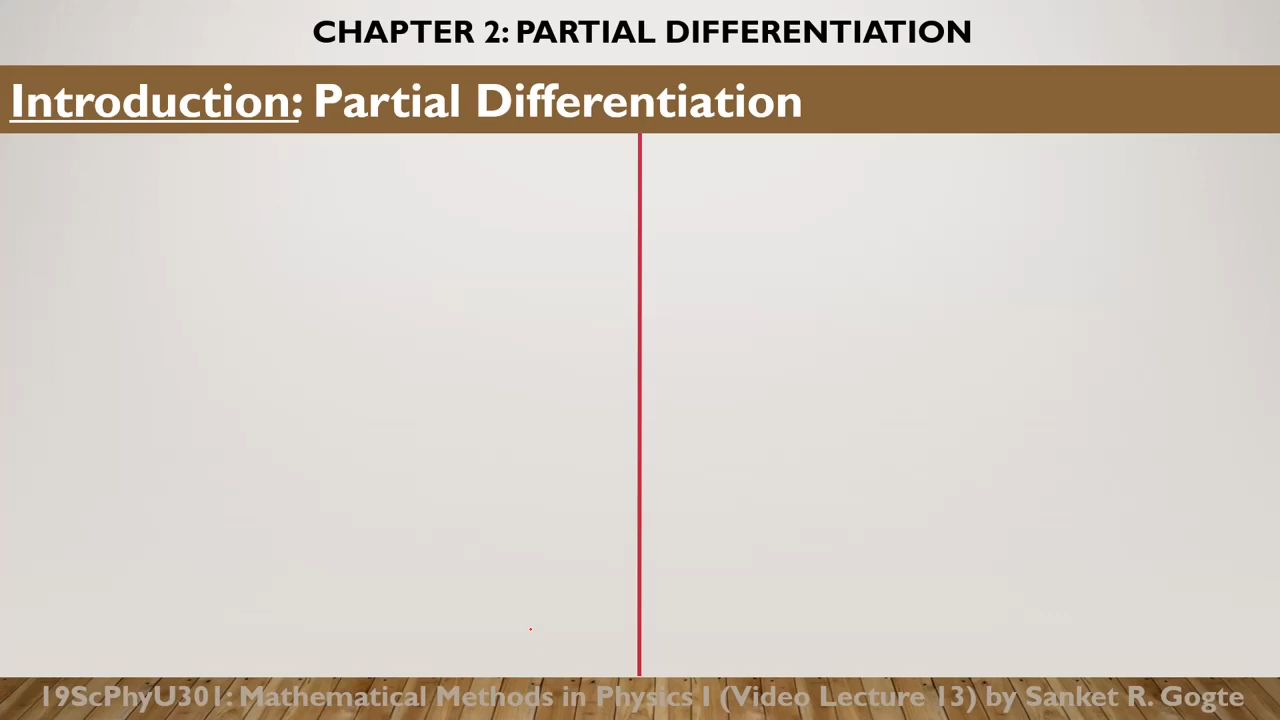 CHAPTER 2: PARTIAL DIFFERENTIATION
Introduction: Partial Differentiation
19ScPhyU301: Mathematical Methods in Physics I (Video Lecture 13) by Sanket R. Gogte